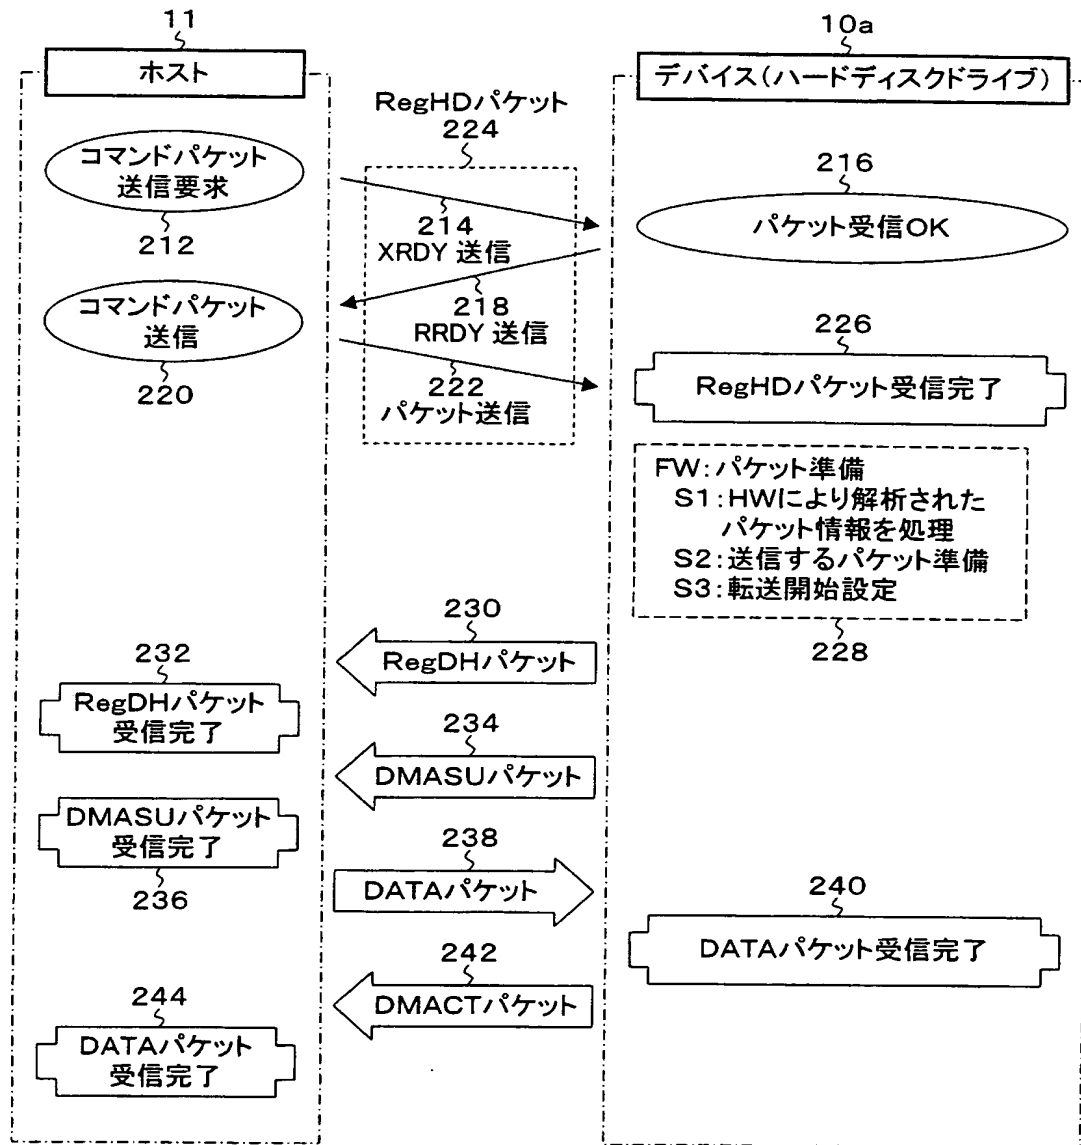 11
ホスト
10a
デバイス(ハードディスクドライブ)
RegHDパケット
224
コマンドパケット
送信要求
212
214
XRDY 送信
216
パケット受信OK
218
RRDY 送信
コマンドパケット
送信
220
222
パケット送信
226
RegHDパケット受信完了
FW:パケット準備
S1:HWにより解析された
パケット情報を処理
S2:送信するパケット準備
S3:転送開始設定
228
230
RegDHパケット
232
RegDHパケット
受信完了
234
DMASUパケット
DMASUパケット
受信完了
236
238
DATAパケット
240
DATAパケット受信完了
242
DMACTパケット
244
DATAパケット
受信完了